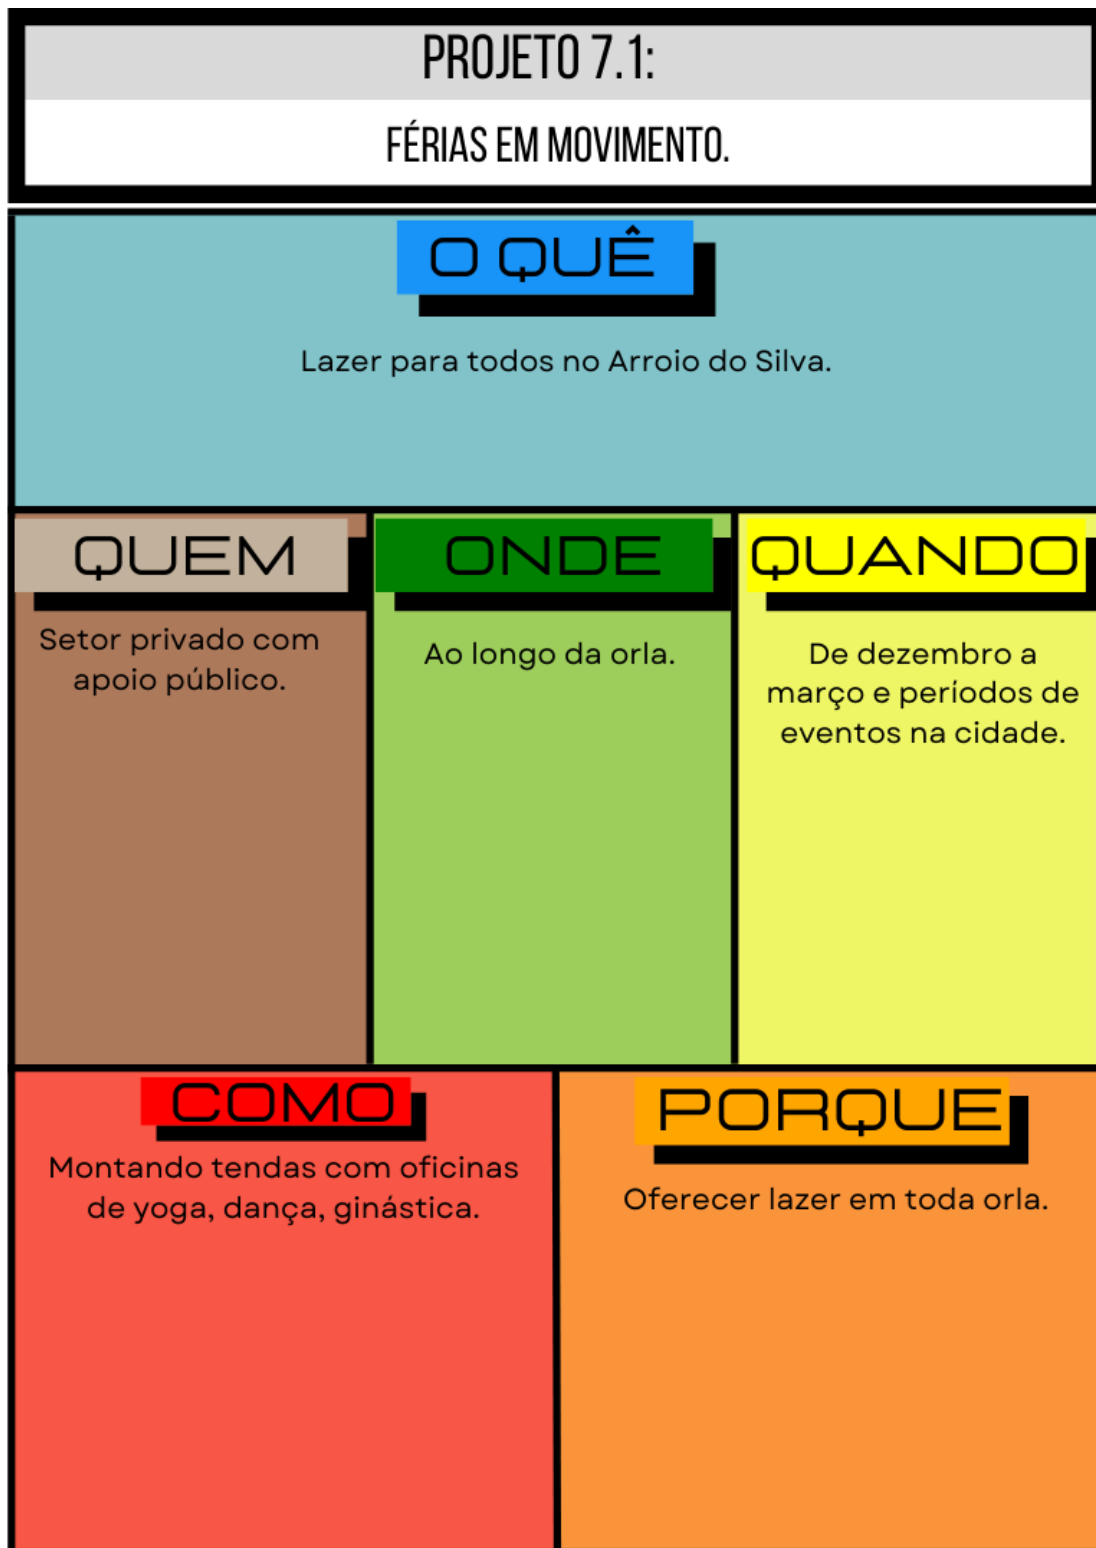 PROJETO 7.1:
FÉRIAS EM MOVIMENTO.
O QUÊ
Lazer para todos no Arroio do Silva.
QUEM
Setor privado com
apoio público.
ONDE
Ao longo da orla.
QUANDO
De dezembro a
março e períodos de
eventos na cidade.
COMO
Montando tendas com oficinas
de yoga, dança, ginástica.
PORQUE
Oferecer lazer em toda orla.